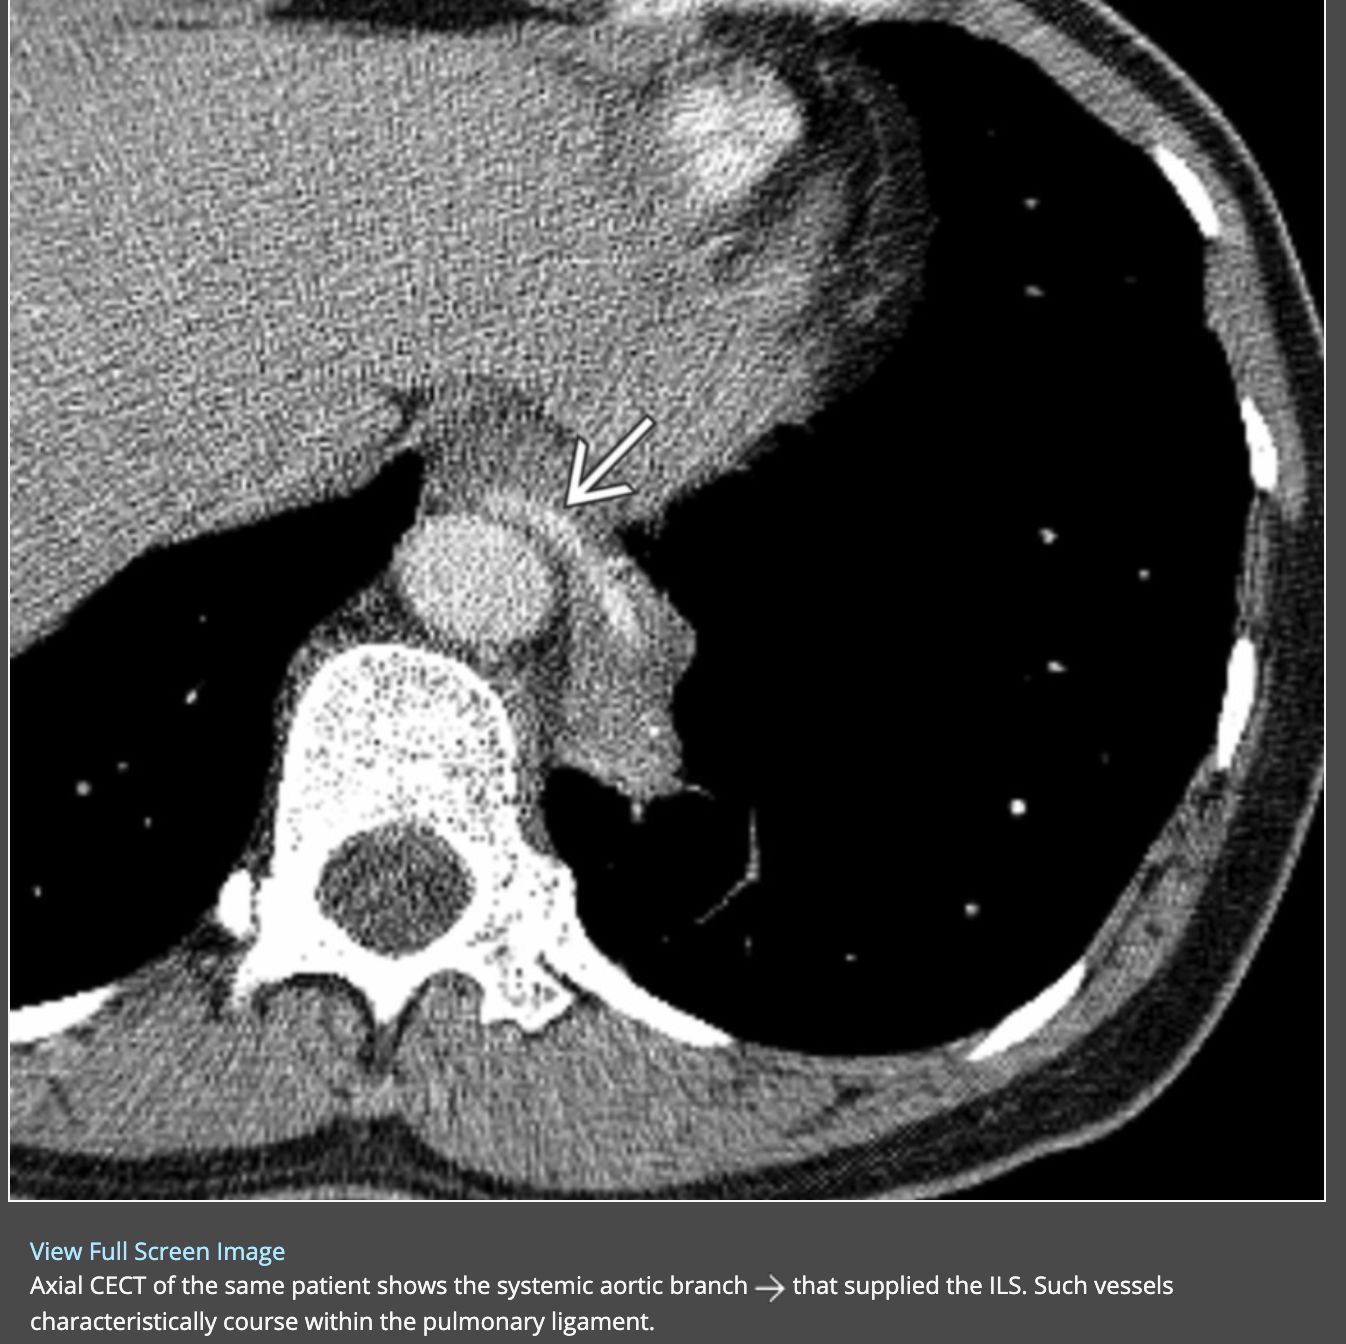 View Full Screen Image
Axial CECT of the same patient shows the systemic aortic branch → that supplied the ILS. Such vessels
characteristically course within the pulmonary ligament.